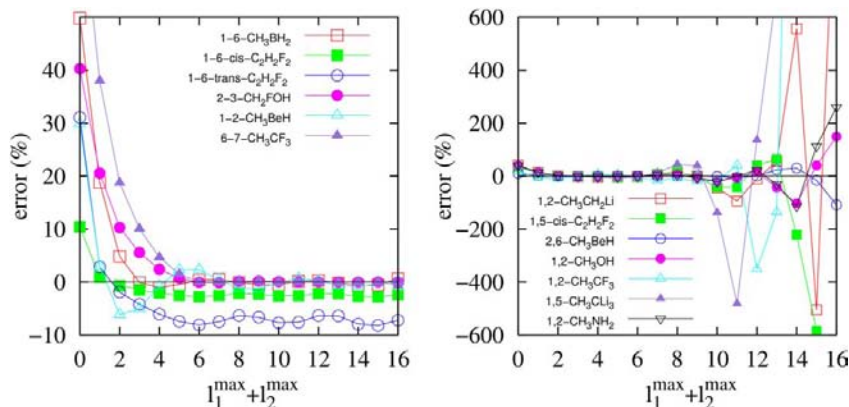 40
30
20
10
0
-10
error (%)
1-6-CH₃BH₂
1-6-cis-C₂H₂F₂
1-6-trans-C₂H₂F₂
2-3-CH₂FOH
1-2-CH₃BeH
6-7-CH₃CF₃
0 2 4 6 8 10 12 14 16
l₁ᵐᵃˣ+l₂ᵐᵃˣ
600
400
200
0
-200
-400
-600
error (%)
1,2-CH₃CH₂Li
1,5-cis-C₂H₂F₂
2,6-CH₃BeH
1,2-CH₃OH
1,2-CH₃CF₃
1,5-CH₃CLi₃
1,2-CH₃NH₂
0 2 4 6 8 10 12 14 16
l₁ᵐᵃˣ+l₂ᵐᵃˣ